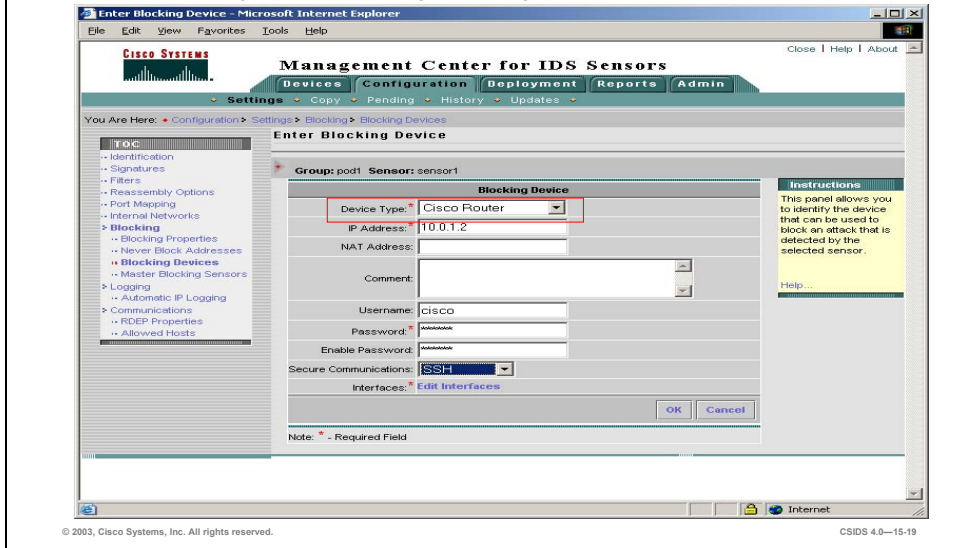 Enter Blocking Device - Microsoft Internet Explorer
File Edit View Favorites Tools Help
Close | Help | About
CISCO SYSTEMS
Management Center for IDS Sensors
Devices Configuration Deployment Reports Admin
Settings Copy Pending History Updates
You Are Here: Configuration > Settings > Blocking > Blocking Devices
TOC
Identification
Signatures
Filters
Reassembly Options
Port Mapping
Internal Networks
Blocking
Blocking Properties
Never Block Addresses
Blocking Devices
Master Blocking Sensors
Logging
Automatic IP Logging
Communications
RDEP Properties
Allowed Hosts
Enter Blocking Device
Group: pod1 Sensor: sensor1
Blocking Device
Device Type:* Cisco Router
IP Address:* 10.0.1.2
NAT Address:
Comment:
Username: cisco
Password:* *******
Enable Password: *******
Secure Communications: SSH
Interfaces:* Edit Interfaces
OK Cancel
Note: * - Required Field
Instructions
This panel allows you
to identify the device
that can be used to
block an attack that is
detected by the
selected sensor.
Help...
Internet
© 2003, Cisco Systems, Inc. All rights reserved.
CSIDS 4.0—15-19